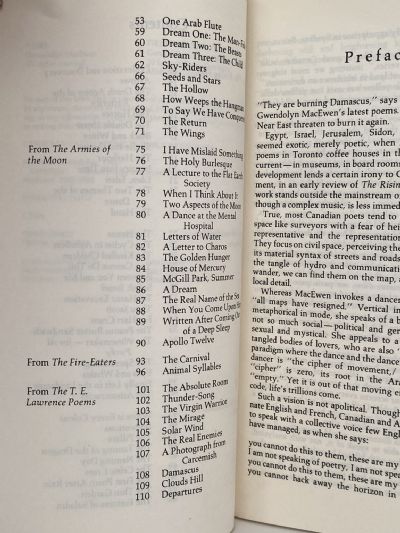 53 One Arab Flute
59 Dream One: The Man-
60 Dream Two: The Beasts
61 Dream Three: The Child
62 Sky-Riders
66 Seeds and Stars
67 The Hollow
68 How Weeps the Hangman
69 To Say We Have Conquered
70 The Return
71 The Wings
From The Armies of 75 I Have Mislaid Something
the Moon 76 The Holy Burlesque
77 A Lecture to the Flat Earth
Society
78 When I Think About It
79 Two Aspects of the Moon
80 A Dance at the Mental
Hospital
81 Letters of Water
82 A Letter to Charos
83 The Golden Hunger
84 House of Mercury
85 McGill Park, Summer
86 A Dream
87 The Real Name of the Sea
88 When You Come Upon
89 Written After Coming Out
of a Deep Sleep
90 Apollo Twelve
From The Fire-Eaters 93 The Carnival
96 Animal Syllables
From The T. E. 101 The Absolute Room
Lawrence Poems 102 Thunder-Song
103 The Virgin Warrior
104 The Mirage
105 Solar Wind
106 The Real Enemies
107 A Photograph from
Carcemish
108 Damascus
109 Clouds Hill
110 Departures
Prefac
"They are burning Damascus," says
Gwendolyn MacEwen's latest poems.
Near East threaten to burn it again.
Egypt, Israel, Jerusalem, Sidon,
seemed exotic, merely poetic, when
poems in Toronto coffee houses in th
current—in museums, in board rooms
development lends a certain irony to C
ment, in an early review of The Risin
work stands outside the mainstream o
though a complex music, is less immed
True, most Canadian poets tend to
space like surveyors with a fear of hei
representative and the representation
They focus on civil space, perceiving the
its material syntax of streets and roads
the tangle of hydro and communicatio
wander, we can find them on the map, a
local detail.
Whereas MacEwen invokes a dancer
"all maps have resigned." Vertical in
metaphorical in mode, she speaks of a b
not so much social—political and gen
sexual and mystical. She appeals to a
tangled bodies of lovers, who are also
paradigm where the dance and the dance
dancer is "the cipher of movement,/
"cipher" is zero, its root in the Ara
"empty." Yet it is out of that moving en
code, life's trillions come.
Such a vision is not apolitical. Though
nate English and French, Canadian and A
to speak with a collective voice few Engl
have managed, as when she says:
you cannot do this to them, these are my
I am not speaking of poetry, I am not spea
you cannot do this to them, these are my
you cannot back away the horizon in